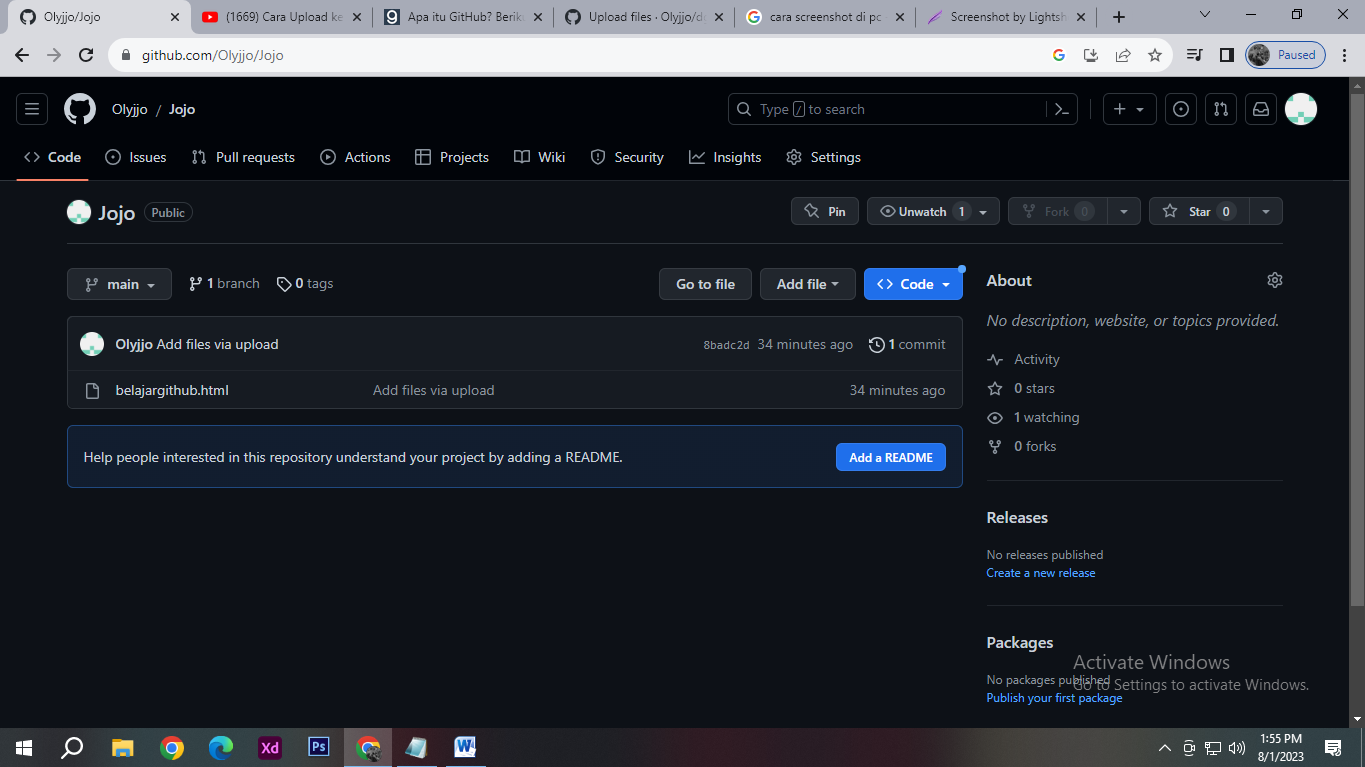 Olyjjo/Jojo
(1669) Cara Upload ke
Apa itu GitHub? Beriku
Upload files · Olyjjo/du
cara screenshot di pc
Screenshot by Lightsh
github.com/Olyjjo/Jojo
Paused
Olyjjo / Jojo
Type / to search
Code
Issues
Pull requests
Actions
Projects
Wiki
Security
Insights
Settings
Jojo Public
Pin
Unwatch 1
Fork 0
Star 0
main
1 branch
0 tags
Go to file
Add file
Code
About
No description, website, or topics provided.
Olyjjo Add files via upload
8badc2d 34 minutes ago
1 commit
belajargithub.html
Add files via upload
34 minutes ago
Activity
0 stars
1 watching
0 forks
Help people interested in this repository understand your project by adding a README.
Add a README
Releases
No releases published
Create a new release
Packages
No packages published
Publish your first package
Activate Windows
Go to Settings to activate Windows.
Xd
Ps
W
1:55 PM
8/1/2023